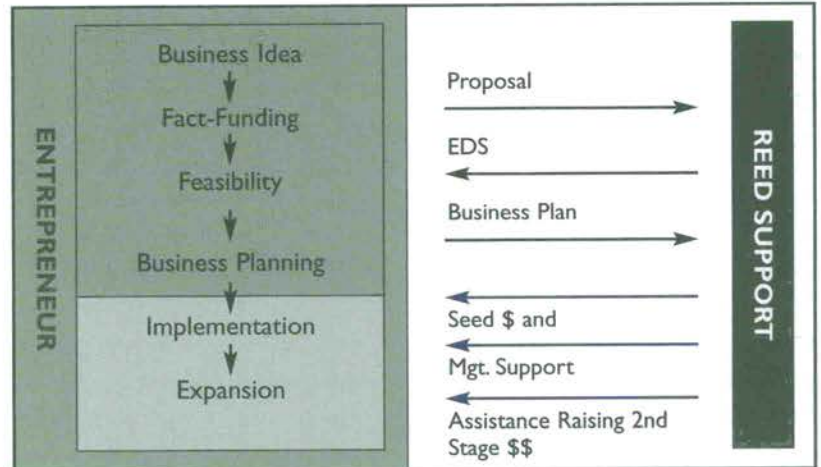 ENTREPRENEUR
Business Idea
Fact-Funding
Feasibility
Business Planning
Implementation
Expansion
Proposal
EDS
Business Plan
Seed $ and
Mgt. Support
Assistance Raising 2nd
Stage $$
REED SUPPORT